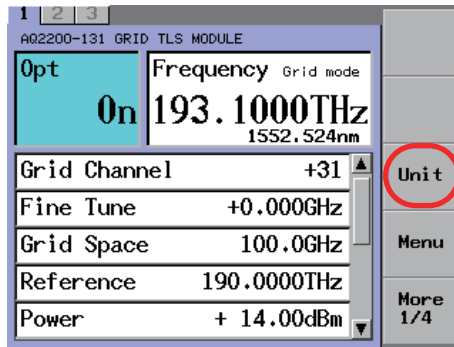 1 2 3
AQ2200-131 GRID TLS MODULE
Opt
On
Frequency Grid mode
193.1000THz
1552.524nm
Grid Channel +31
Fine Tune +0.000GHz
Grid Space 100.0GHz
Reference 190.0000THz
Power + 14.00dBm
Unit
Menu
More
1/4